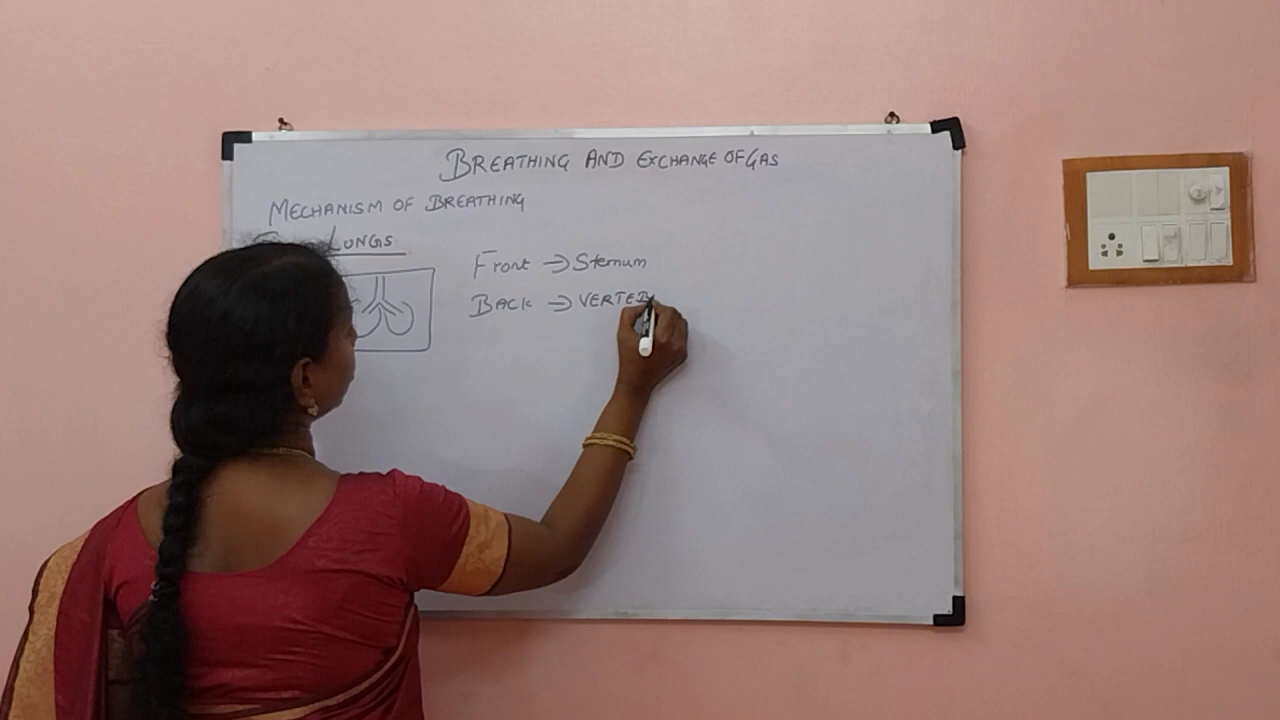 BREATHING AND EXCHANGE OF GAS
MECHANISM OF BREATHING
LUNGS
Front → Sternum
BACK → VERTEB